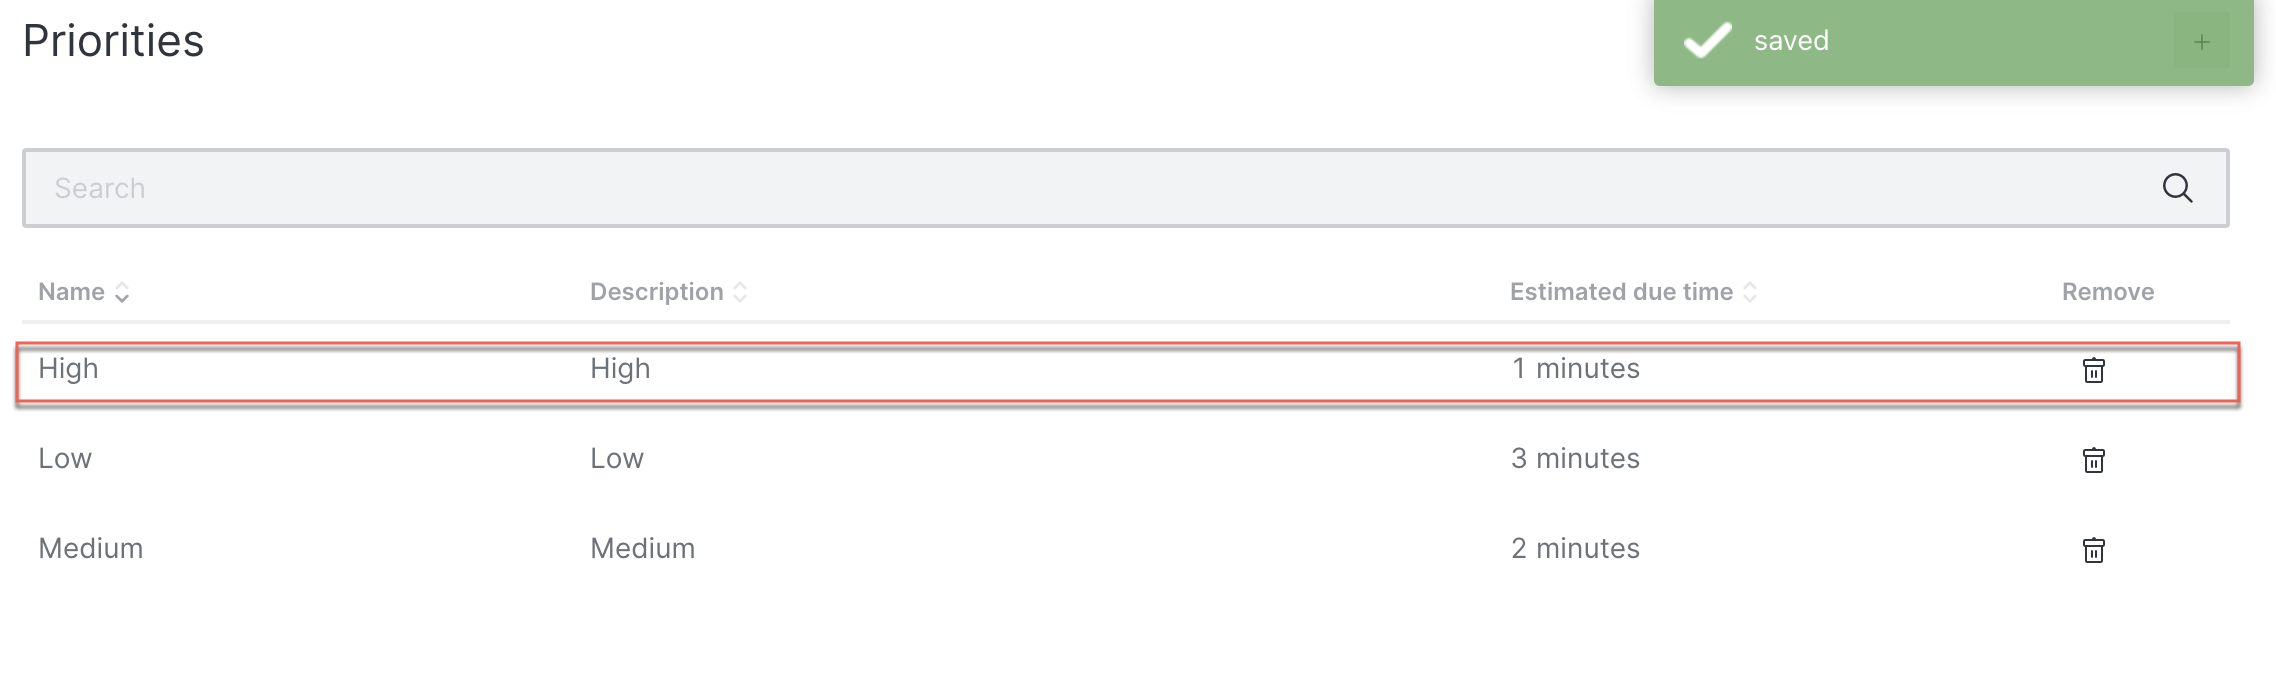 Priorities
saved
Search
Name Description Estimated due time Remove
High High 1 minutes
Low Low 3 minutes
Medium Medium 2 minutes